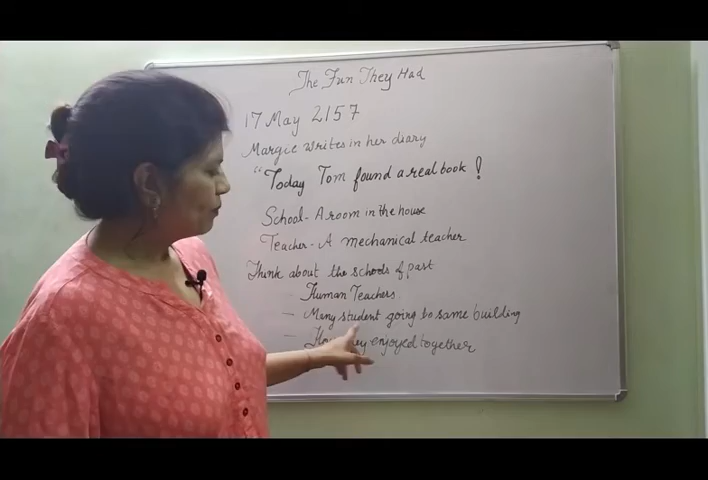 The Fun They Had
17 May 2157
Margie writes in her diary
"Today Tom found a real book!
School - A room in the house
Teacher - A mechanical teacher
Think about the schools of past
- Human Teachers
- Many student going to same building
- enjoyed together